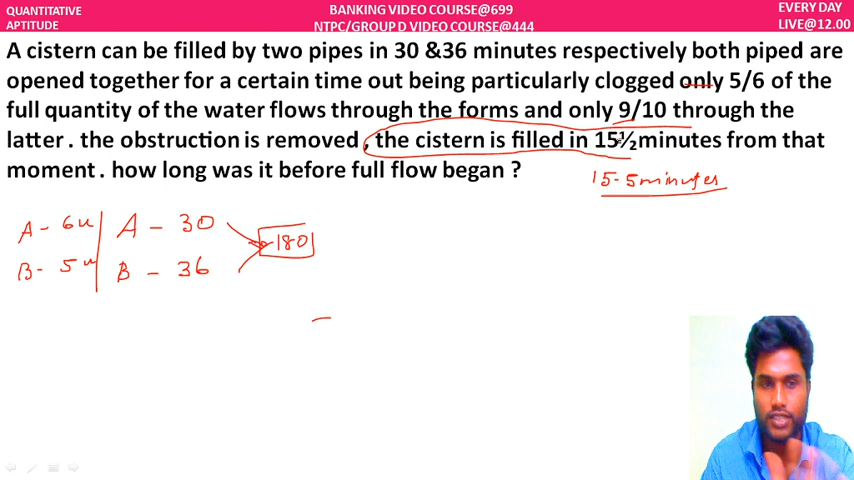 QUANTITATIVE
APTITUDE
BANKING VIDEO COURSE@699
NTPC/GROUP D VIDEO COURSE@444
EVERY DAY
LIVE@12.00
A cistern can be filled by two pipes in 30 &36 minutes respectively both piped are
opened together for a certain time out being particularly clogged only 5/6 of the
full quantity of the water flows through the forms and only 9/10 through the
latter . the obstruction is removed , the cistern is filled in 15½minutes from that
moment . how long was it before full flow began ?
15.5minutes
A - 6u A - 30
180
B - 5u B - 36